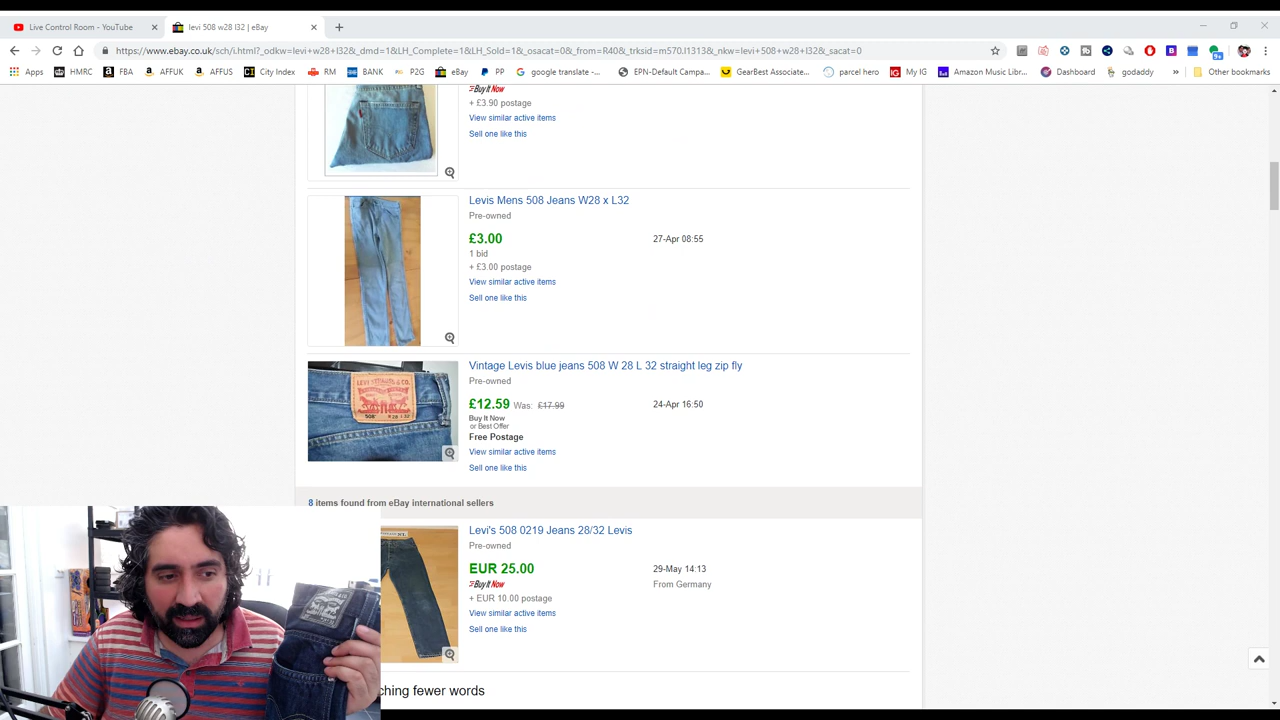 Live Control Room - YouTube
levi 508 w28 l32 | eBay
https://www.ebay.co.uk/sch/i.html?_odkw=levi+w28+l32&_dmd=1&LH_Complete=1&LH_Sold=1&_osacat=0&_from=R40&_trksid=m570.l1313&_nkw=levi+508+w28+l32&_sacat=0
9+
Apps HMRC FBA AFFUK AFFUS City Index RM BANK P2G eBay PP google translate -... EPN-Default Campa... GearBest Associate... parcel hero My IG Amazon Music Libr... Dashboard godaddy » Other bookmarks
Buy It Now
+ £3.90 postage
View similar active items
Sell one like this
Levis Mens 508 Jeans W28 x L32
Pre-owned
£3.00 27-Apr 08:55
1 bid
+ £3.00 postage
View similar active items
Sell one like this
Vintage Levis blue jeans 508 W 28 L 32 straight leg zip fly
Pre-owned
£12.59 Was: £17.99 24-Apr 16:50
Buy It Now
or Best Offer
Free Postage
View similar active items
Sell one like this
LEVI STRAUSS & CO.
508
8 items found from eBay international sellers
Levi's 508 0219 Jeans 28/32 Levis
Pre-owned
EUR 25.00 29-May 14:13
Buy It Now From Germany
+ EUR 10.00 postage
View similar active items
Sell one like this
ching fewer words